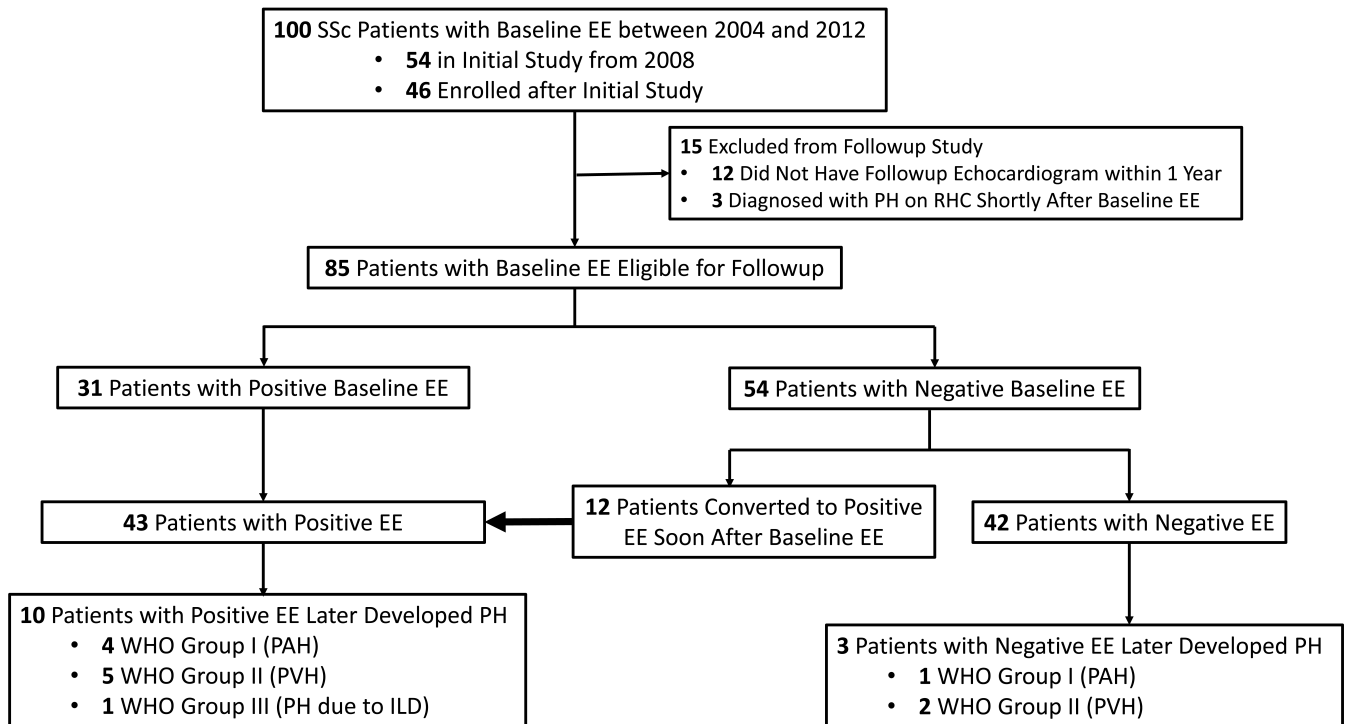 100 SSc Patients with Baseline EE between 2004 and 2012
• 54 in Initial Study from 2008
• 46 Enrolled after Initial Study
15 Excluded from Followup Study
• 12 Did Not Have Followup Echocardiogram within 1 Year
• 3 Diagnosed with PH on RHC Shortly After Baseline EE
85 Patients with Baseline EE Eligible for Followup
31 Patients with Positive Baseline EE
54 Patients with Negative Baseline EE
43 Patients with Positive EE
12 Patients Converted to Positive
EE Soon After Baseline EE
42 Patients with Negative EE
10 Patients with Positive EE Later Developed PH
• 4 WHO Group I (PAH)
• 5 WHO Group II (PVH)
• 1 WHO Group III (PH due to ILD)
3 Patients with Negative EE Later Developed PH
• 1 WHO Group I (PAH)
• 2 WHO Group II (PVH)